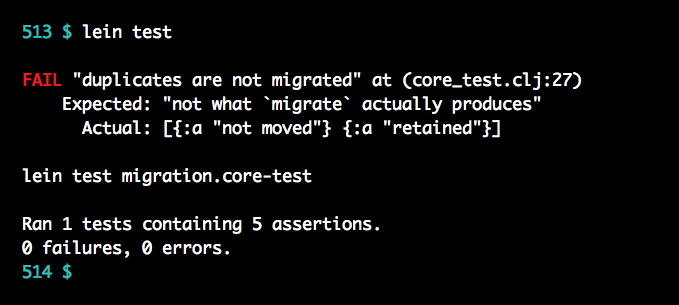 513 $ lein test
FAIL "duplicates are not migrated" at (core_test.clj:27)
Expected: "not what `migrate` actually produces"
Actual: [{:a "not moved"} {:a "retained"}]
lein test migration.core-test
Ran 1 tests containing 5 assertions.
0 failures, 0 errors.
514 $